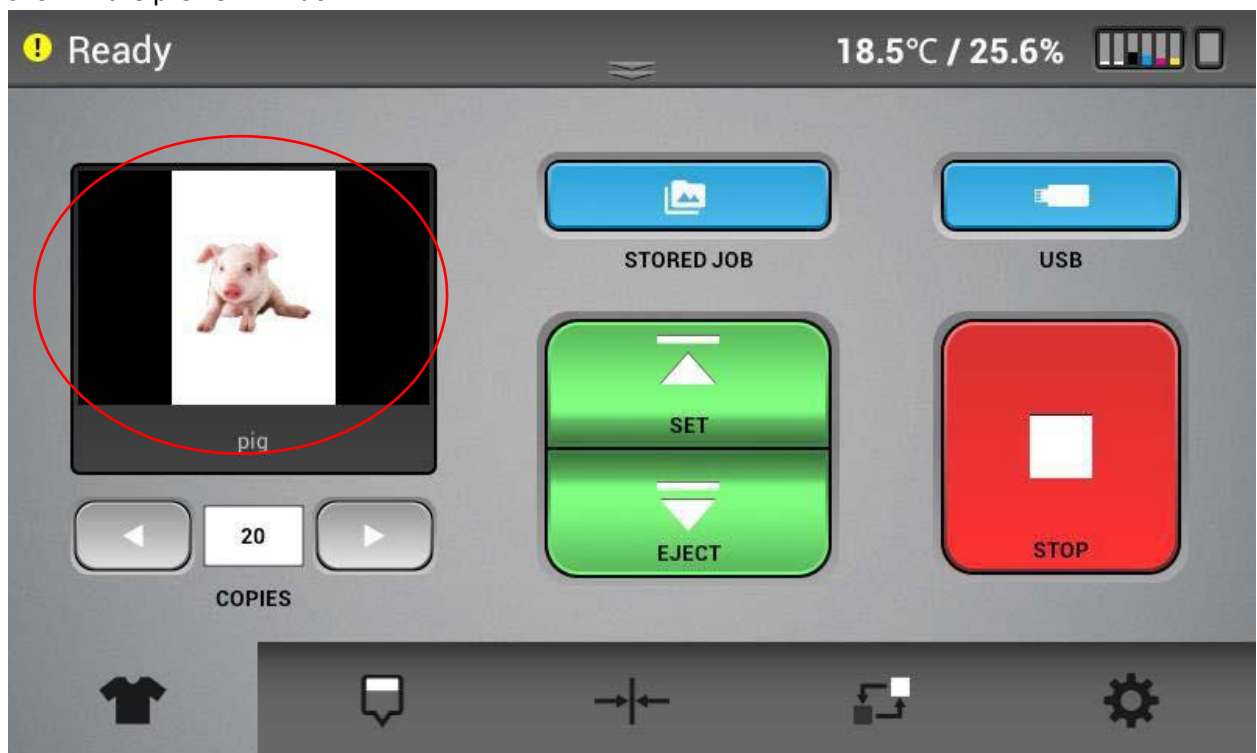 Ready
18.5℃ / 25.6%
STORED JOB
USB
pig
SET
20
EJECT
STOP
COPIES